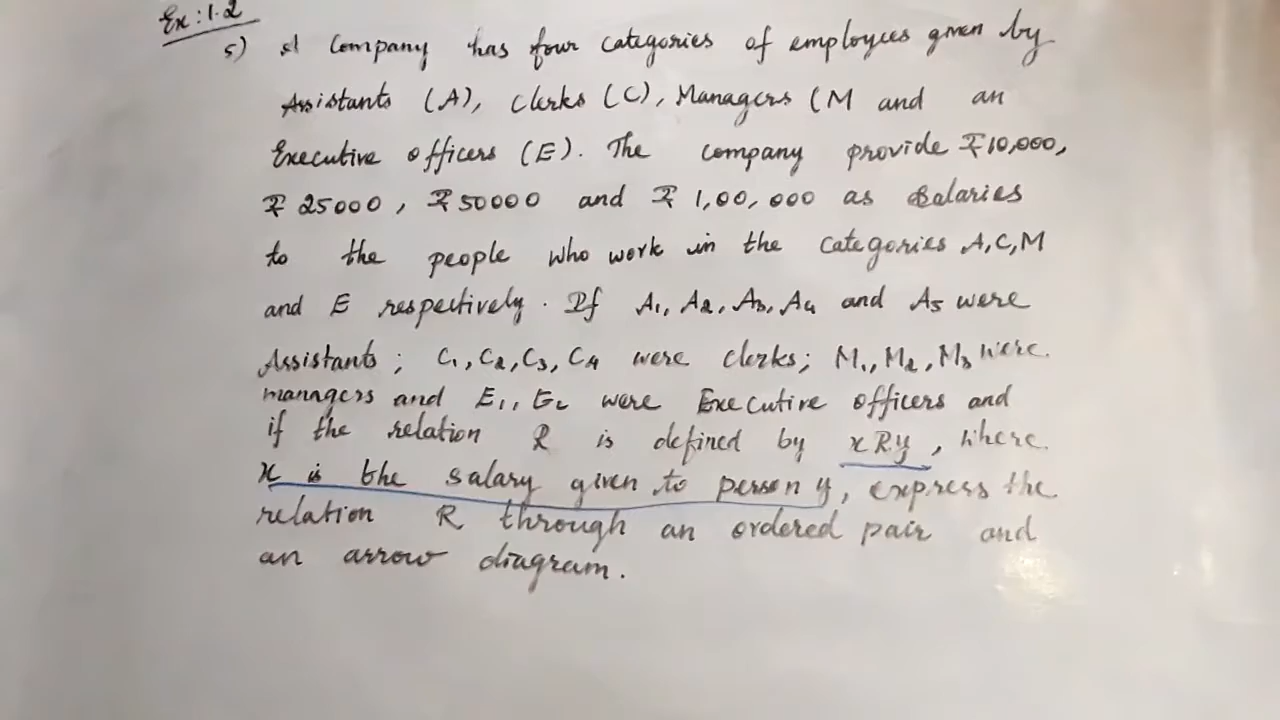 Ex: 1.2
5) A Company has four categories of employees given by
Assistants (A), Clerks (C), Managers (M and an
Executive officers (E). The company provide ₹10,000,
₹ 25000, ₹50000 and ₹ 1,00,000 as Salaries
to the people who work in the Categories A, C, M
and E respectively. If A₁, A₂, A₃, A₄ and A₅ were
Assistants; C₁, C₂, C₃, C₄ were clerks; M₁, M₂, M₃ were.
managers and E₁, E₂ were Executive officers and
if the relation R is defined by xRy, Where.
x is the salary given to person y, express the
relation R through an ordered pair and
an arrow diagram.